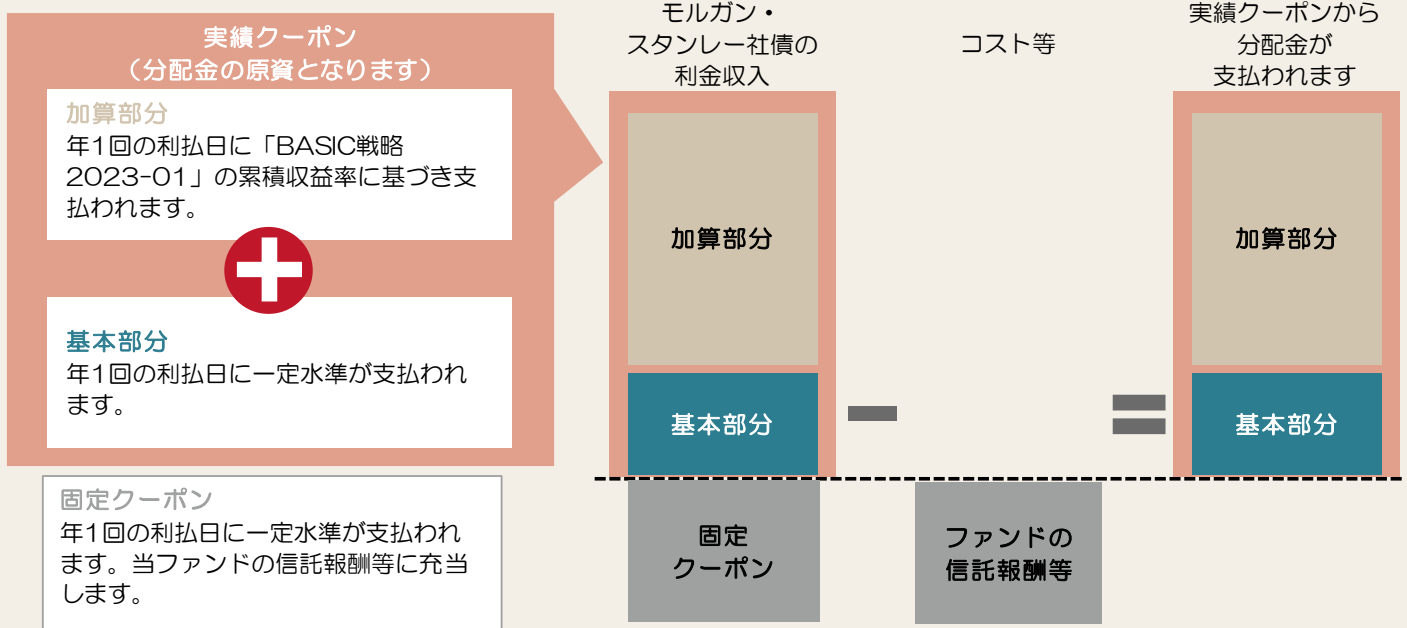 実績クーポン
（分配金の原資となります）
加算部分
年1回の利払日に「BASIC戦略
2023-01」の累積収益率に基づき支
払われます。
基本部分
年1回の利払日に一定水準が支払われ
ます。
固定クーポン
年1回の利払日に一定水準が支払われ
ます。当ファンドの信託報酬等に充当
します。
モルガン・
スタンレー社債の
利金収入
加算部分
基本部分
固定
クーポン
コスト等
ファンドの
信託報酬等
実績クーポンから
分配金が
支払われます
加算部分
基本部分